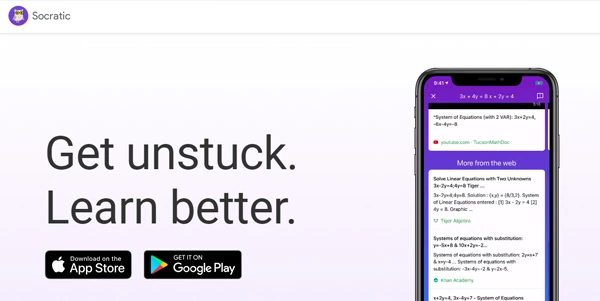 Socratic
Get unstuck.
Learn better.
Download on the
App Store
GET IT ON
Google Play
9:41
3x + 4y = 8 x + 2y = 4
*System of Equations (with 2 VAR): 3x+2y=4,
-6x-4y=-8
youtube.com · TucsonMathDoc
More from the web
Solve Linear Equations with Two Unknowns
3x-2y=4;4y=8 Tiger ...
3x-2y=4;4y=8. Solution : {x,y} = {8/3,2}. System
of Linear Equations entered : [1] 3x - 2y = 4 [2]
4y = 8. Graphic ...
Tiger Algebra
Systems of equations with substitution:
y=-5x+8 & 10x+2y=-2...
Systems of equations with substitution: 2y=x+7
& x=y-4 ... Systems of equations with
substitution: -3x-4y=-2 & y=2x-5.
Khan Academy
x+2y=4, 3x-4y=7 - System of Equations